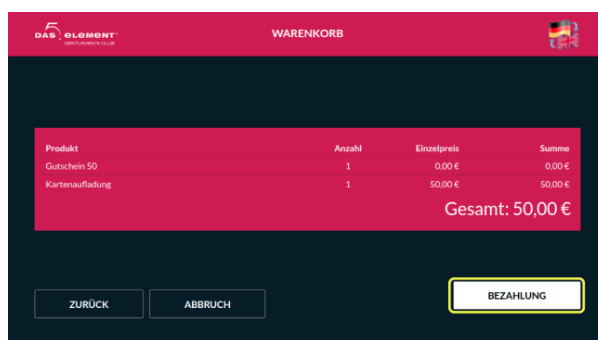 DAS 5 ELEMENT
GENTLEMEN'S CLUB
WARENKORB
Produkt Anzahl Einzelpreis Summe
Gutschein 50 1 0,00 € 0,00 €
Kartenaufladung 1 50,00 € 50,00 €
Gesamt: 50,00 €
ZURÜCK ABBRUCH BEZAHLUNG